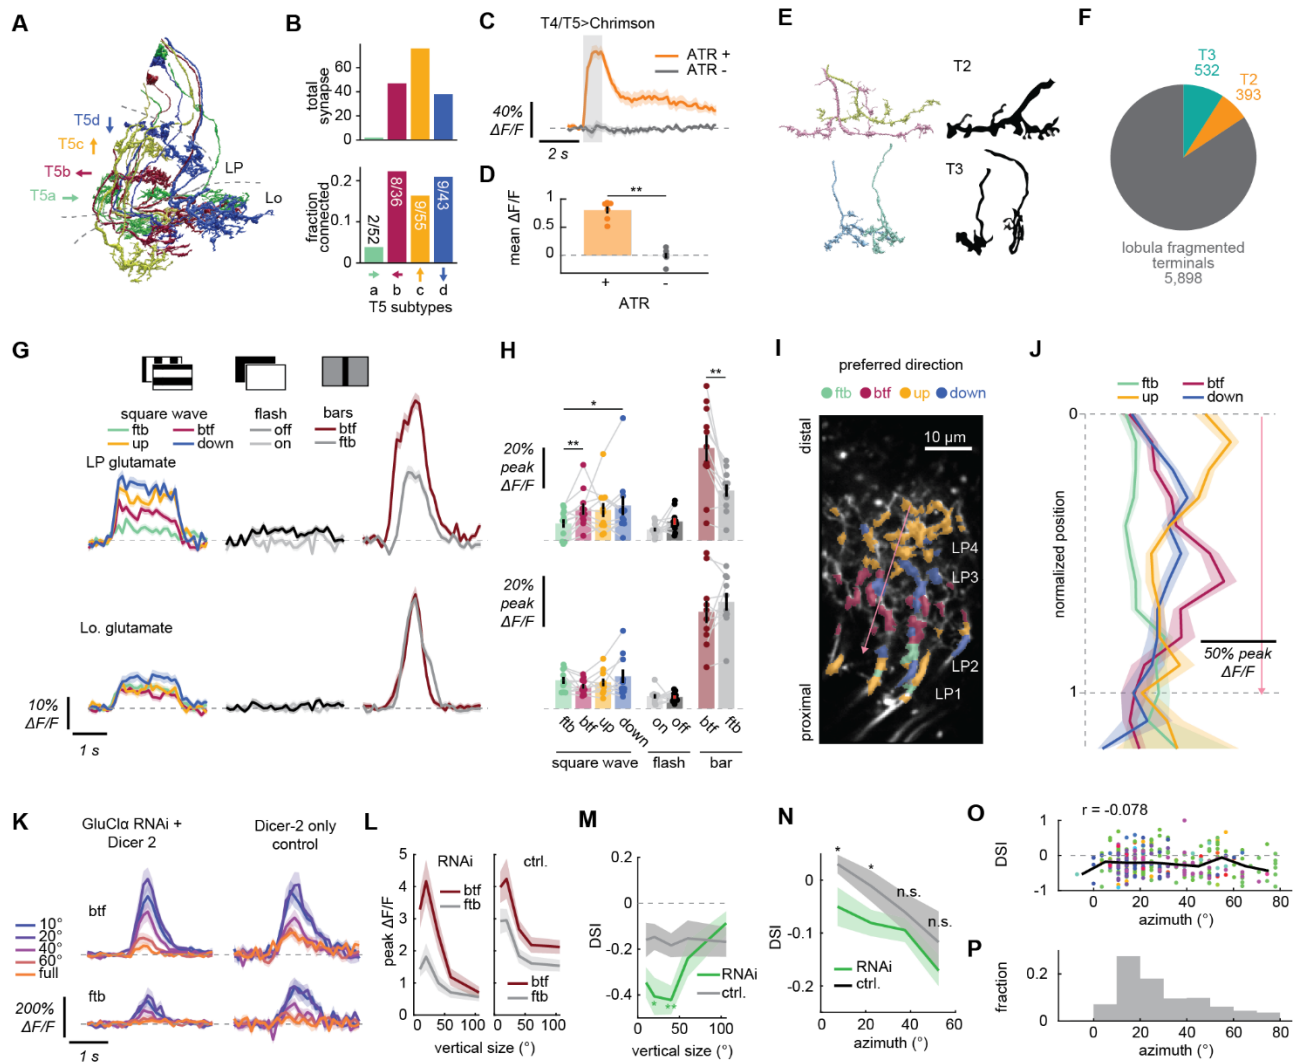 A
T5d
T5c
T5b
T5a
LP
Lo
B
total
synapse
60
40
20
0
fraction
connected
0.2
0.1
0
2/52
8/36
9/55
9/43
a b c d
T5 subtypes
C
T4/T5>Chrimson
ATR +
ATR -
40%
ΔF/F
2 s
D
**
mean ΔF/F
1
0.5
0
+ -
ATR
E
T2
T3
F
T3
532
T2
393
lobula fragmented
terminals
5,898
G
square wave
ftb btf
up down
flash
off
on
bars
btf
ftb
LP glutamate
Lo. glutamate
10%
ΔF/F
1 s
H
**
*
**
20%
peak
ΔF/F
20%
peak
ΔF/F
ftb btf up down on off btf ftb
square wave flash bar
I
preferred direction
ftb btf up down
distal
proximal
10 µm
LP4
LP3
LP2
LP1
J
ftb btf
up down
0
normalized position
1
50% peak
ΔF/F
K
GluClα RNAi +
Dicer 2
Dicer-2 only
control
btf
10°
20°
40°
60°
full
ftb
200%
ΔF/F
1 s
L
RNAi ctrl.
btf
ftb
btf
ftb
peak ΔF/F
5
4
3
2
1
0
0 50 100 0 50 100
vertical size (°)
M
DSI
0.2
0
-0.2
-0.4
RNAi
ctrl.
0 50 100
vertical size (°)
N
*
*
n.s.
n.s.
DSI
0
-0.1
-0.2
RNAi
ctrl.
0 20 40 60
azimuth (°)
O
r = -0.078
DSI
1
0
-1
0 20 40 60 80
azimuth (°)
P
fraction
0.2
0
0 20 40 60 80
azimuth (°)